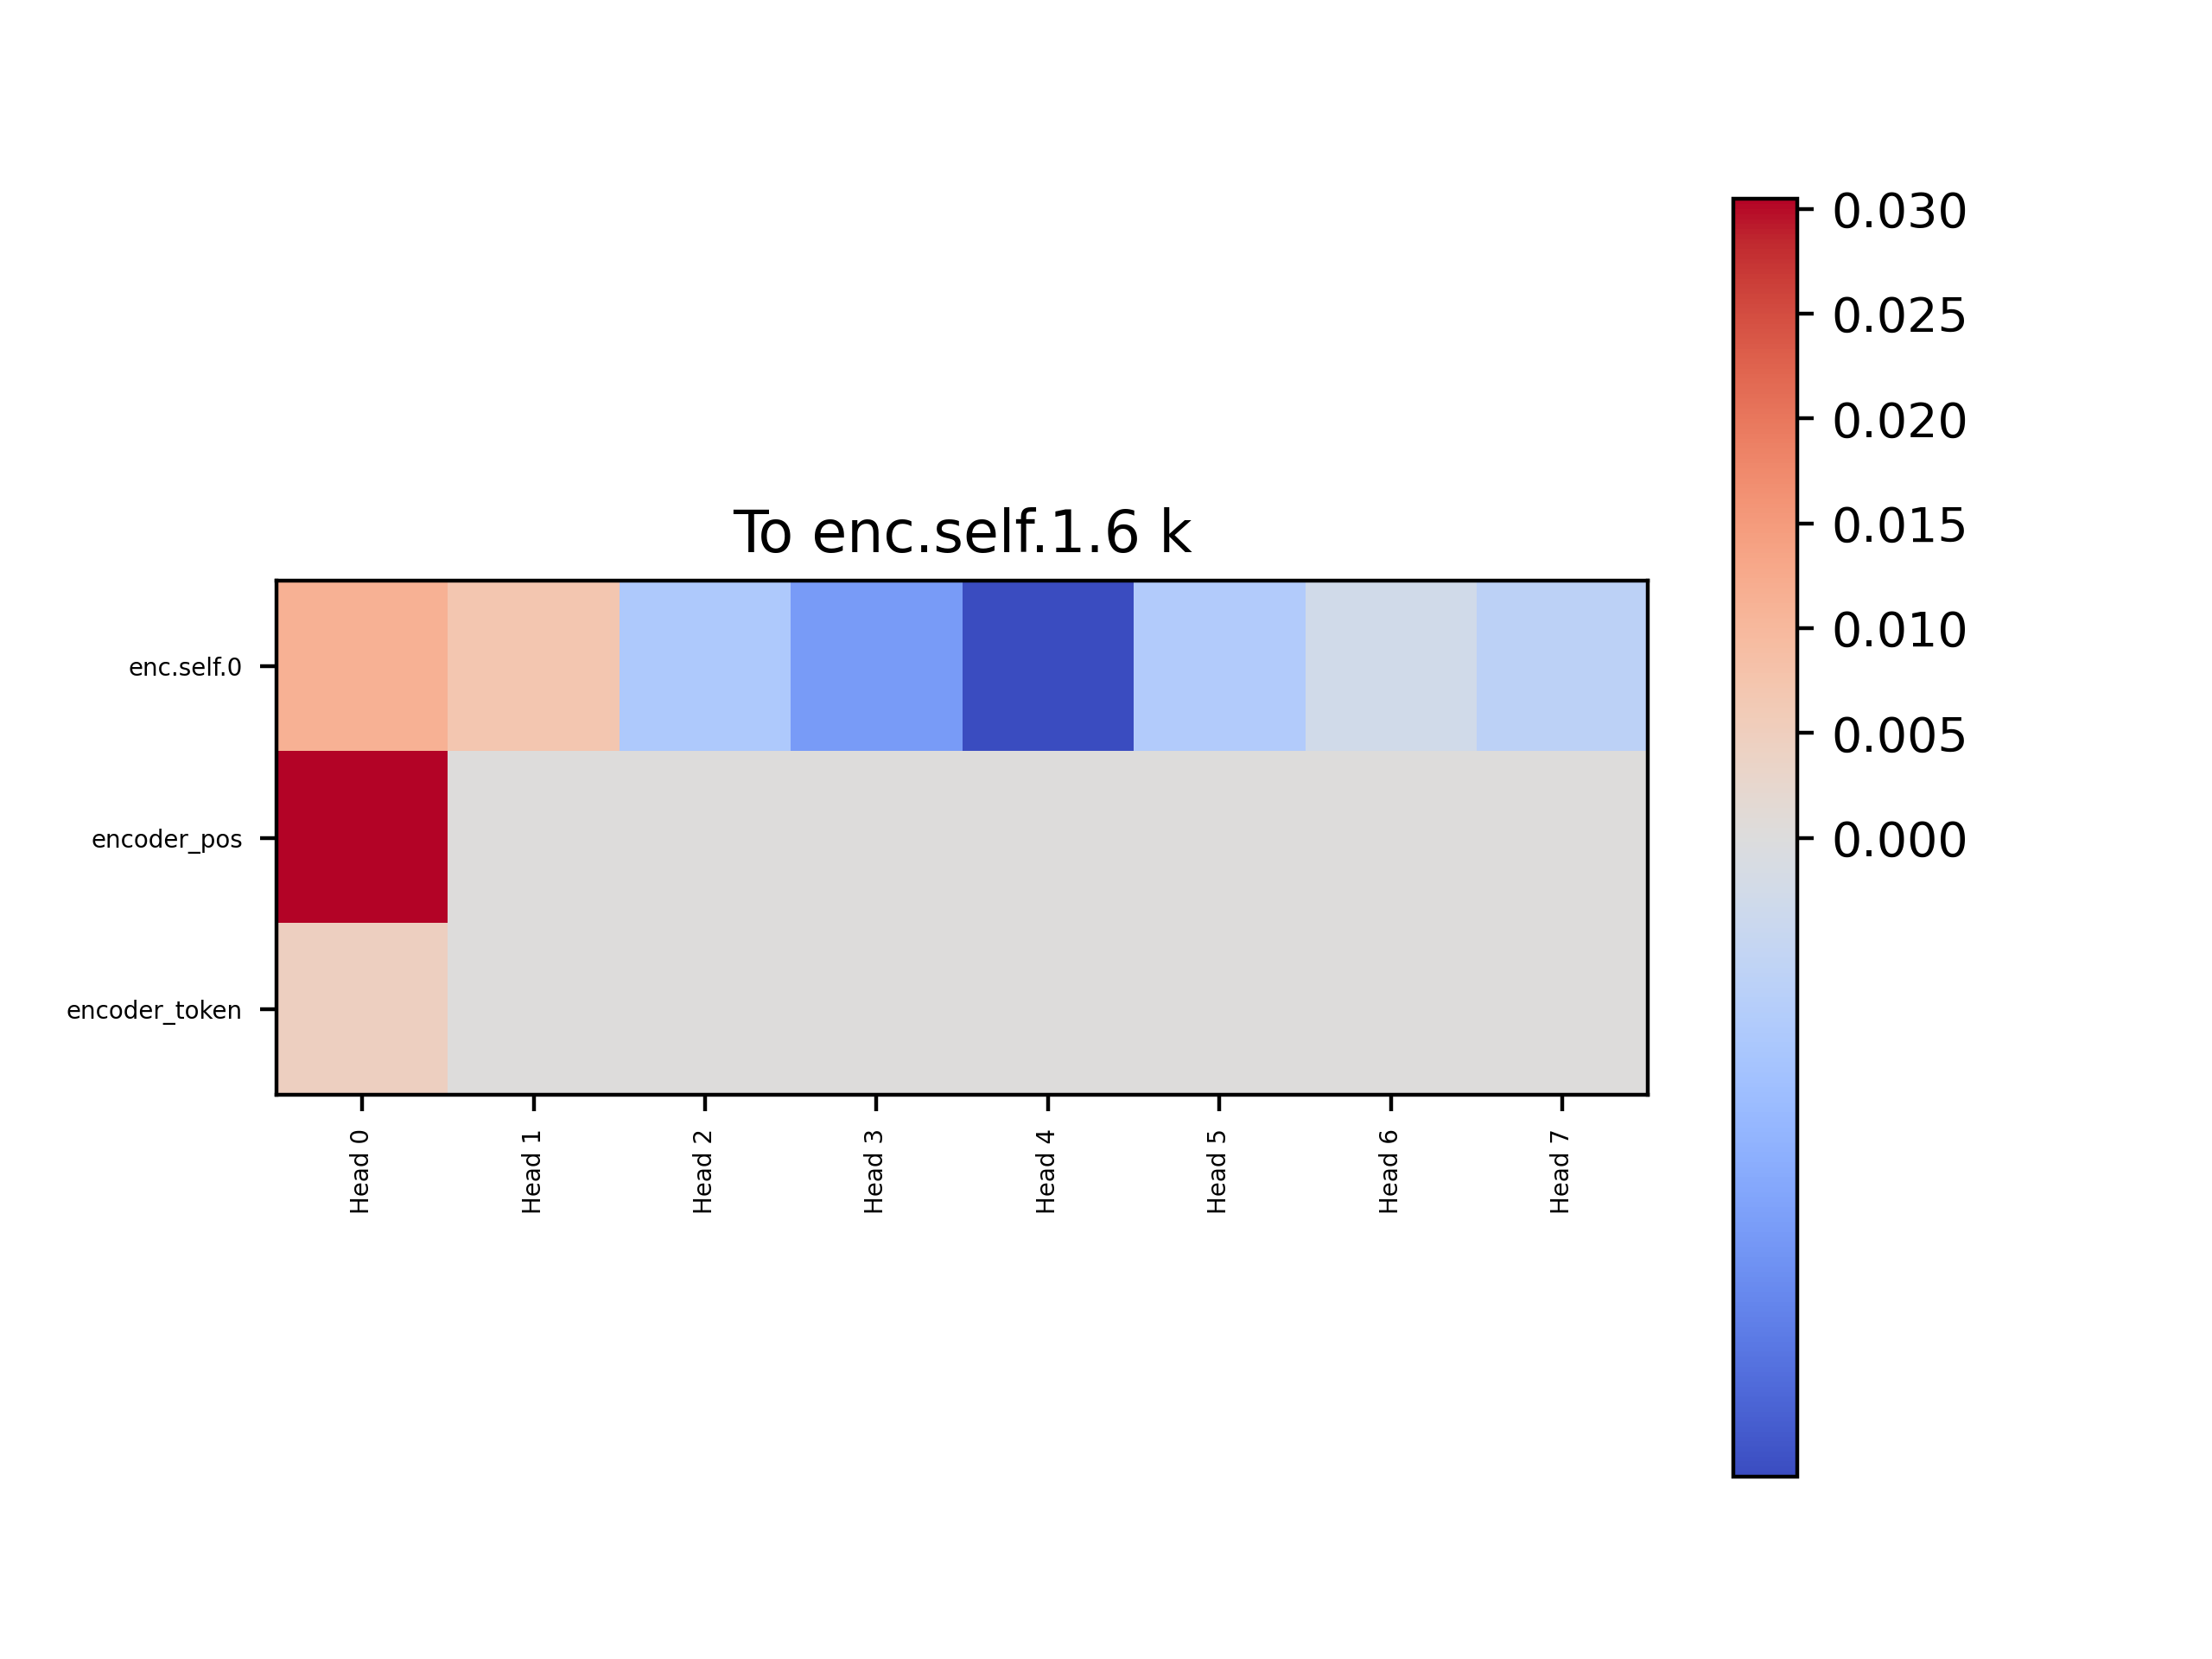 To enc.self.1.6 k
enc.self.0
encoder_pos
encoder_token
Head 0
Head 1
Head 2
Head 3
Head 4
Head 5
Head 6
Head 7
0.030
0.025
0.020
0.015
0.010
0.005
0.000